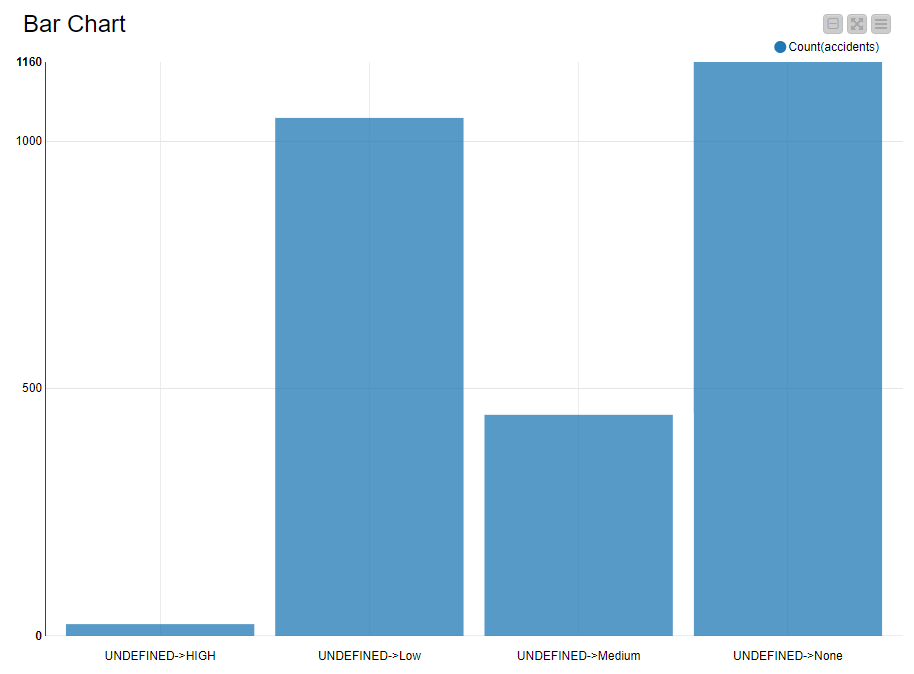 Bar Chart
Count(accidents)
1160
1000
500
0
UNDEFINED->HIGH
UNDEFINED->Low
UNDEFINED->Medium
UNDEFINED->None